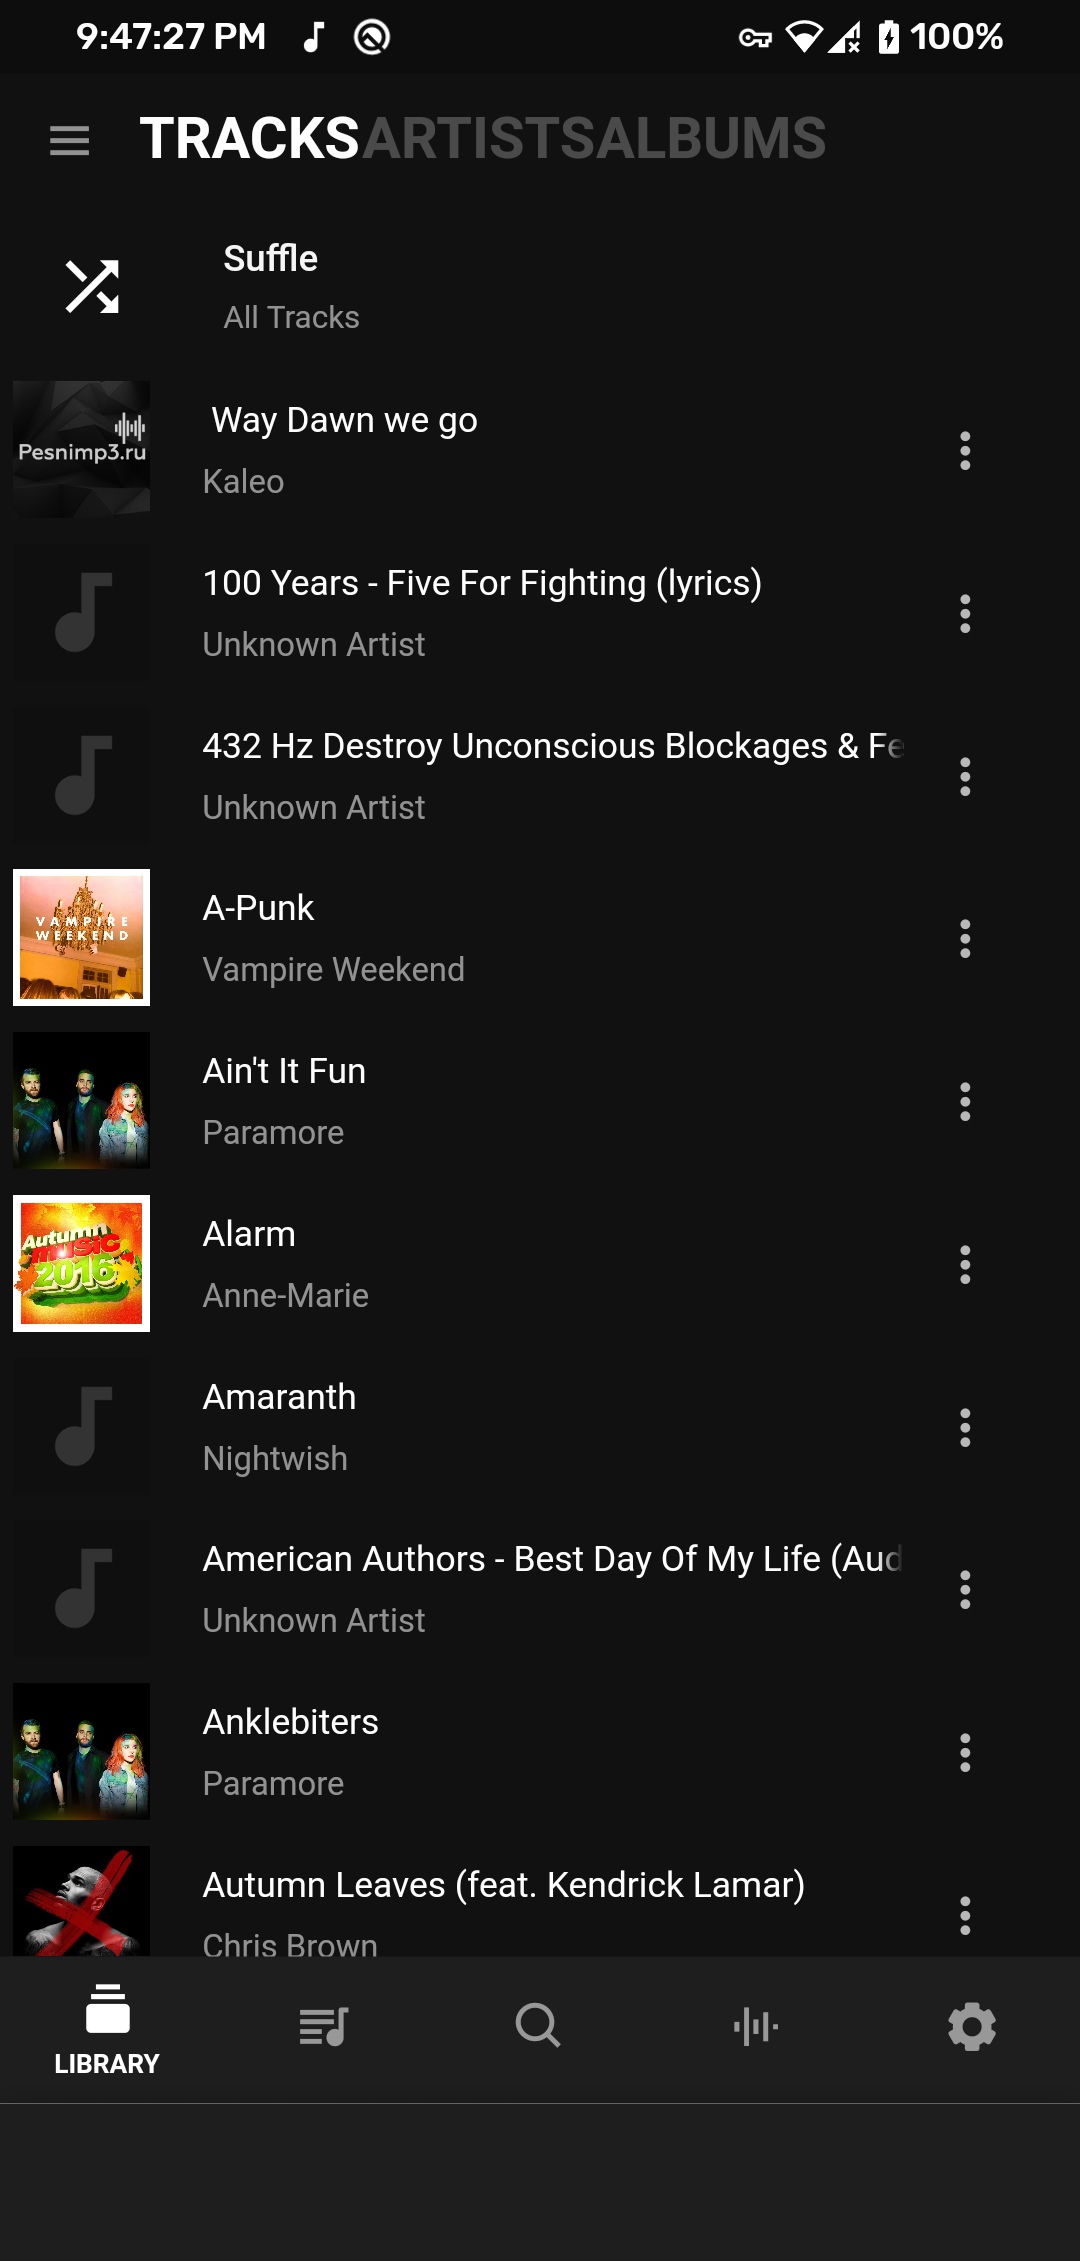 9:47:27 PM 100%
TRACKS ARTISTS ALBUMS
Suffle
All Tracks
Pesnimp3.ru
Way Dawn we go
Kaleo
100 Years - Five For Fighting (lyrics)
Unknown Artist
432 Hz Destroy Unconscious Blockages & Fe
Unknown Artist
VAMPIRE
WEEKEND
A-Punk
Vampire Weekend
Ain't It Fun
Paramore
Autumn
music
2016
Alarm
Anne-Marie
Amaranth
Nightwish
American Authors - Best Day Of My Life (Aud
Unknown Artist
Anklebiters
Paramore
Autumn Leaves (feat. Kendrick Lamar)
Chris Brown
LIBRARY